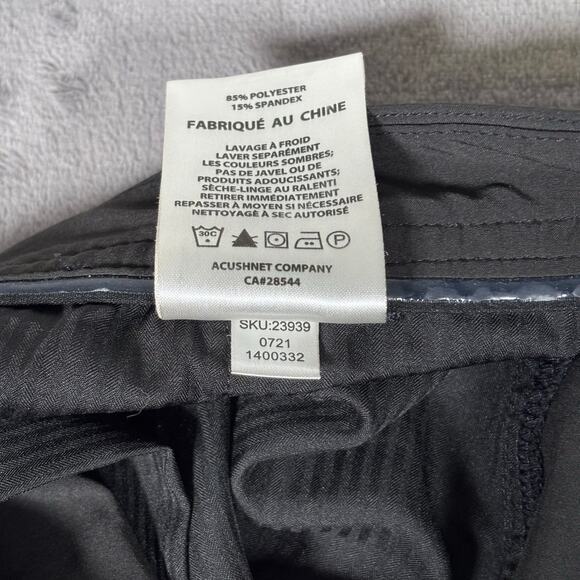 85% POLYESTER
15% SPANDEX
FABRIQUÉ AU CHINE
LAVAGE À FROID
LAVER SEPARÉMENT
LES COULEURS SOMBRES;
PAS DE JAVEL OU DE
PRODUITS ADOUCISSANTS;
SÈCHE-LINGE AU RALENTI
RETIRER IMMÉDIATEMENT
REPASSER À MOYEN SI NÉCESSAIRE
NETTOYAGE À SEC AUTORISÉ
30C P
ACUSHNET COMPANY
CA#28544
SKU:23939
0721
1400332